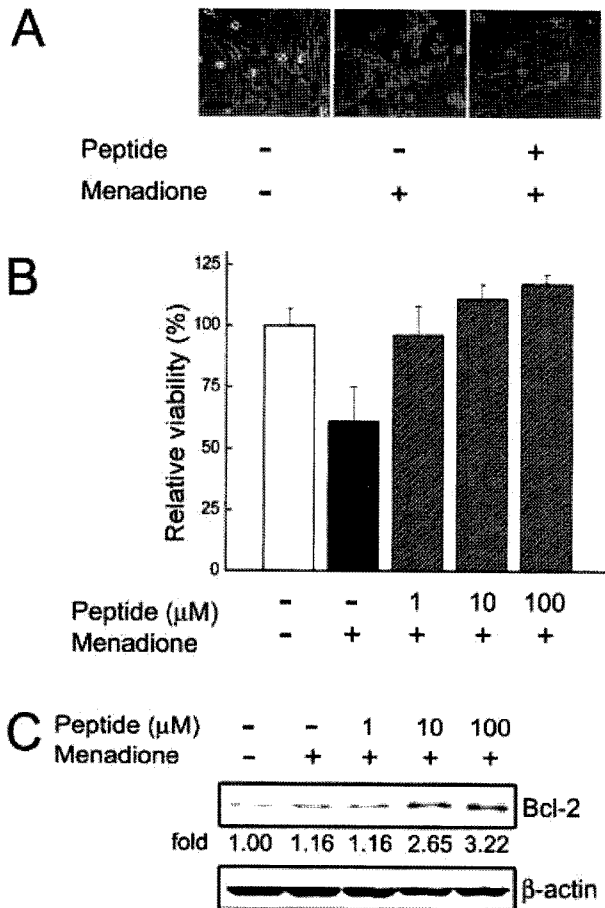 A
Peptide - - +
Menadione - + +
B
Relative viability (%)
125
100
75
50
25
0
Peptide (μM) - - 1 10 100
Menadione - + + + +
C
Peptide (μM) - - 1 10 100
Menadione - + + + +
Bcl-2
fold 1.00 1.16 1.16 2.65 3.22
β-actin